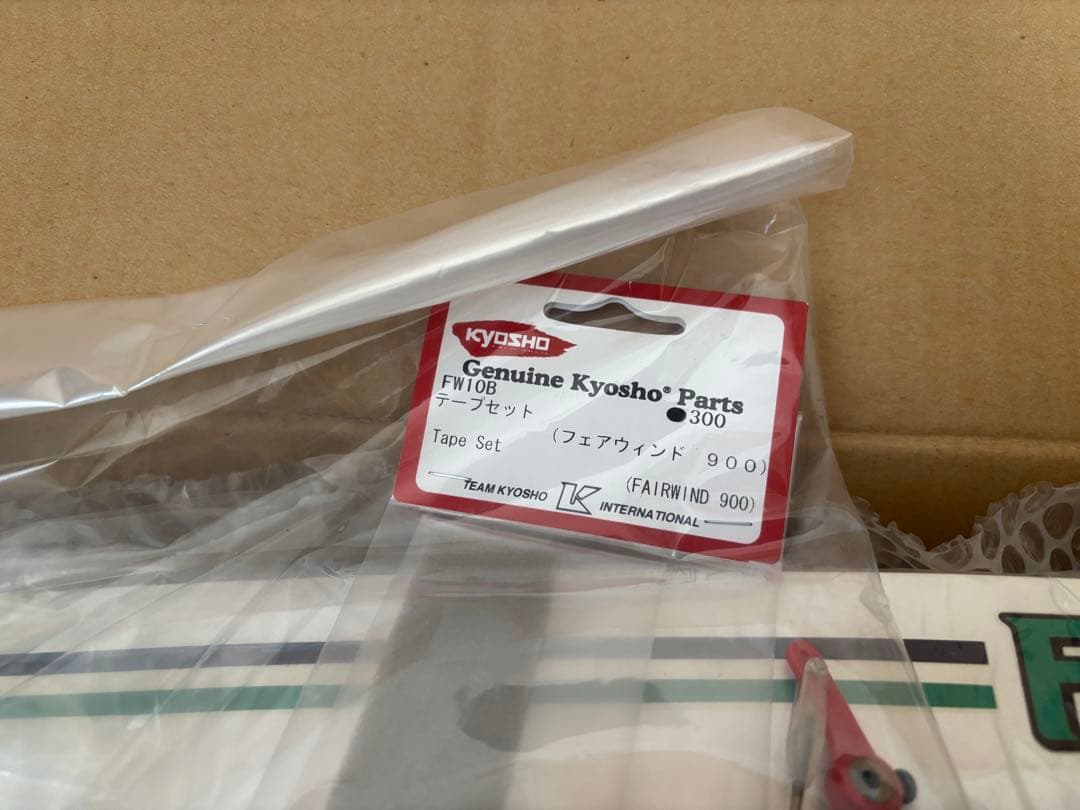 KYOSHO
Genuine Kyosho® Parts
FW10B ●300
テープセット (フェアウィンド 900)
Tape Set (FAIRWIND 900)
TEAM KYOSHO K INTERNATIONAL